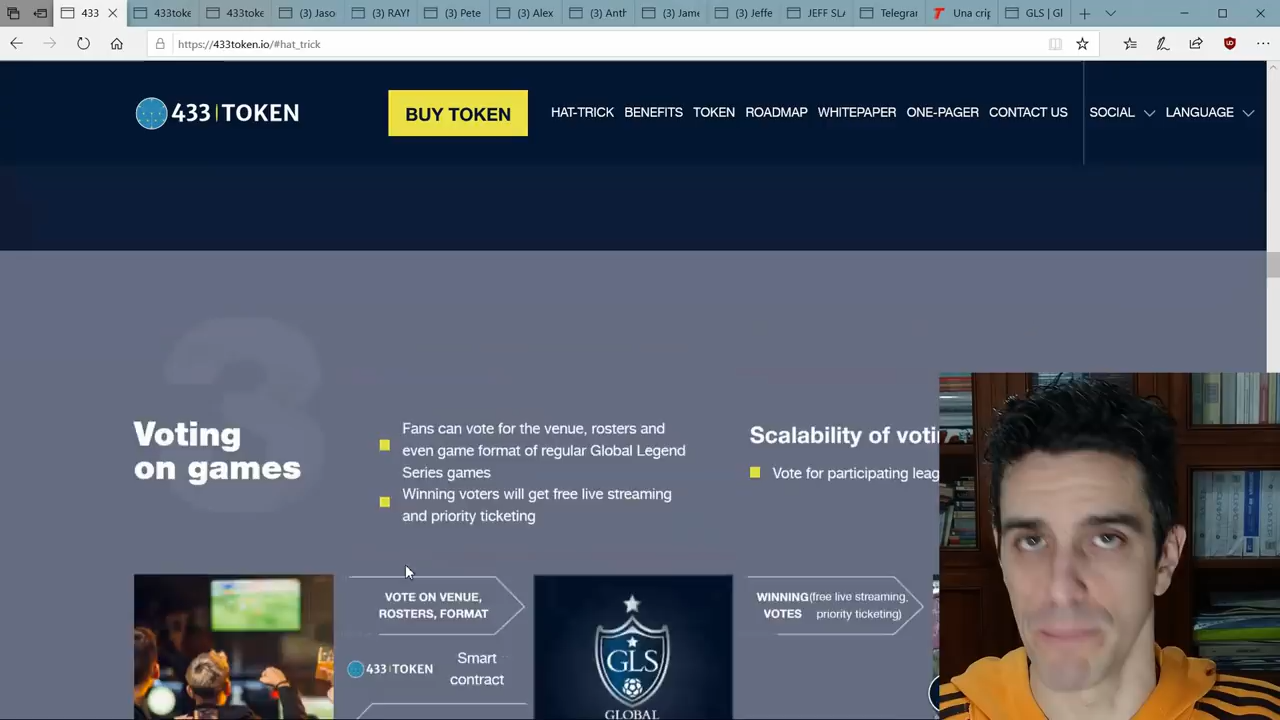 433
433toke
433toke
(3) Jaso
(3) RAYM
(3) Pete
(3) Alex
(3) Anth
(3) Jame
(3) Jeffe
JEFF SLA
Telegran
Una crip
GLS | Gl
https://433token.io/#hat_trick
433 | TOKEN
BUY TOKEN
HAT-TRICK
BENEFITS
TOKEN
ROADMAP
WHITEPAPER
ONE-PAGER
CONTACT US
SOCIAL
LANGUAGE
3
Voting
on games
Fans can vote for the venue, rosters and
even game format of regular Global Legend
Series games
Winning voters will get free live streaming
and priority ticketing
Scalability of voti
Vote for participating leag
VOTE ON VENUE,
ROSTERS, FORMAT
433 | TOKEN
Smart
contract
GLS
GLOBAL
WINNING
VOTES
(free live streaming,
priority ticketing)